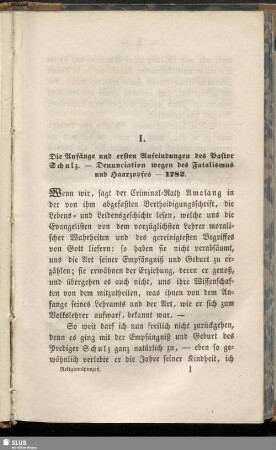 I.
Die Anfänge und ersten Anfeindungen des Pastor
Schulz. — Denunciation wegen des Fatalismus
und Haarzopfes — 1782.
Wenn wir, sagt der Criminal-Rath Amelang in
der von ihm abgefaßten Vertheidigungsschrift, die
Lebens- und Leidensgeschichte lesen, welche uns die
Evangelisten von dem vorzüglichsten Lehrer morali-
scher Wahrheiten und des gereinigtesten Begriffes
von Gott liefern: so haben sie nicht verabsäumt,
uns die Art seiner Empfängniß und Geburt zu er-
zählen; sie erwähnen der Erziehung, deren er genoß,
und übergehen es auch nicht, uns ihre Wissenschaf-
ten von dem mitzutheilen, was ihnen von dem An-
fange seines Lehramts und der Art, wie er sich zum
Volkslehrer aufwarf, bekannt war. —
So weit darf ich nun freilich nicht zurückgehen,
denn es ging mit der Empfängniß und Geburt des
Prediger Schulz ganz natürlich zu, — eben so ge-
wöhnlich verlebte er die Jahre seiner Kindheit, ich
Religionsprozeß. 1
SLUB
Wir führen Wissen.